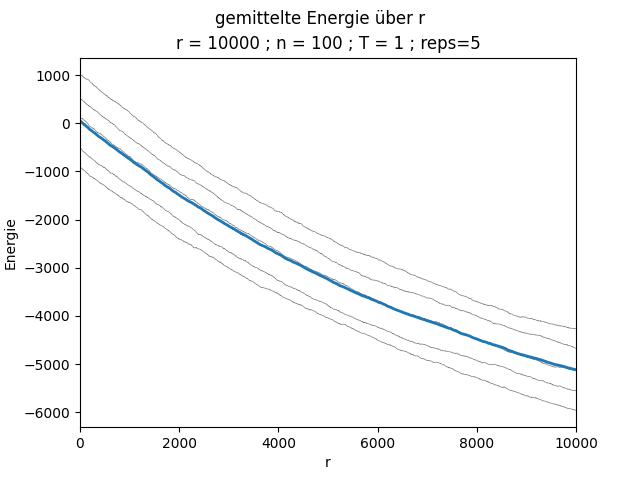 gemittelte Energie über r
r = 10000 ; n = 100 ; T = 1 ; reps=5
1000
0
−1000
−2000
−3000
−4000
−5000
−6000
Energie
0 2000 4000 6000 8000 10000
r